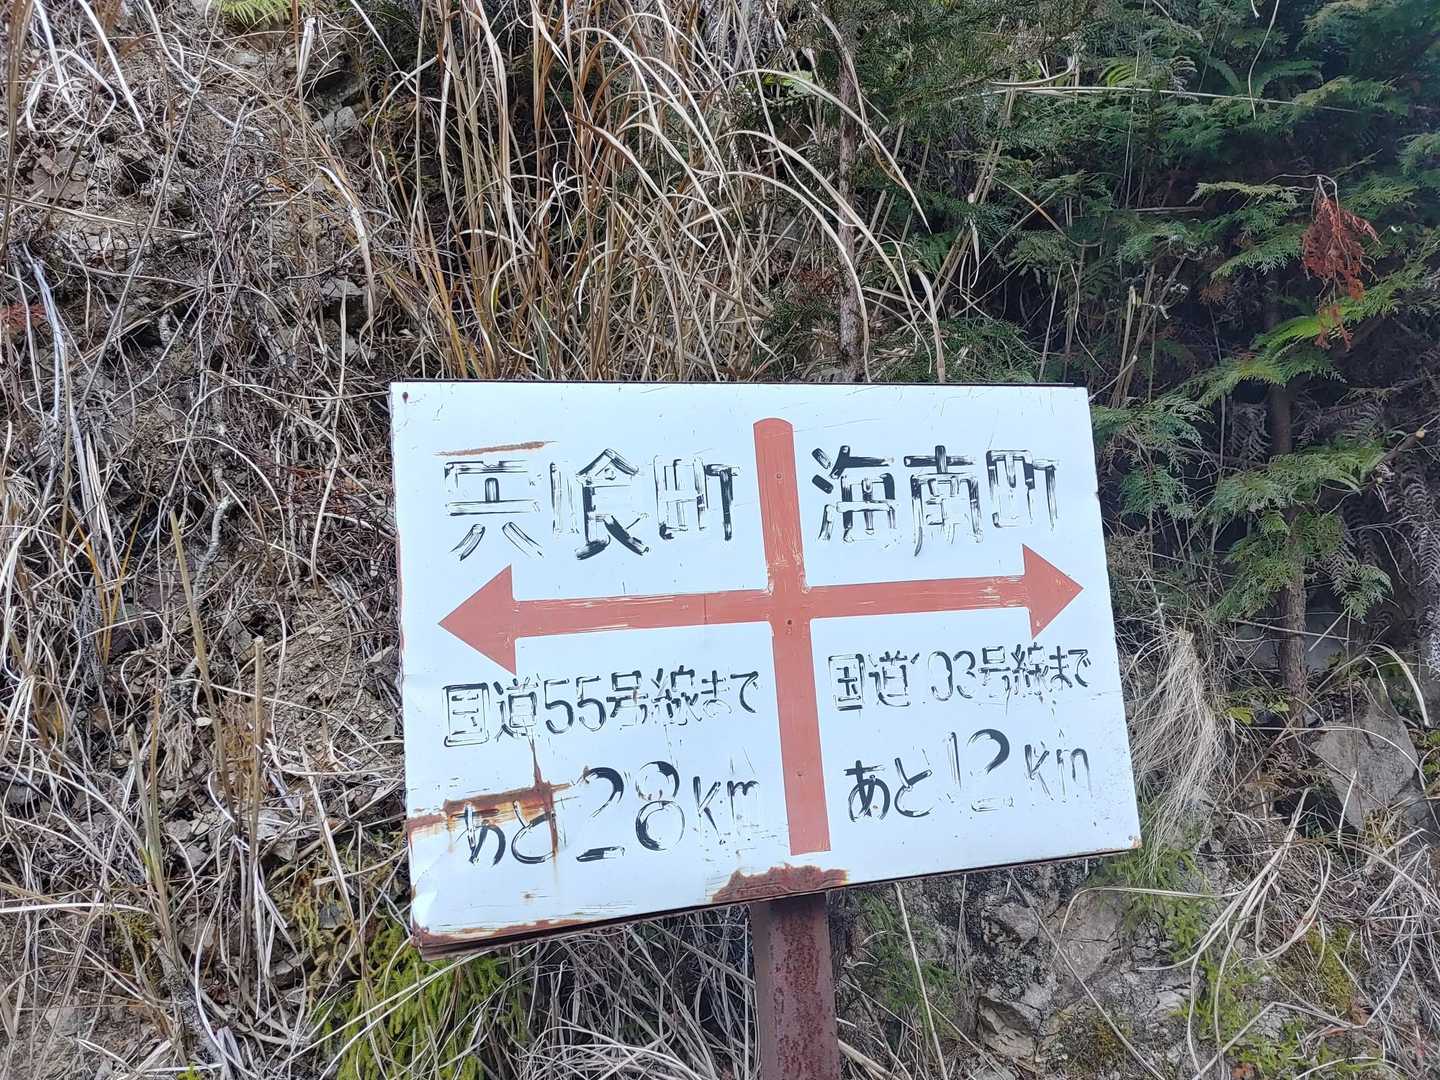 宍喰町
海南町
国道55号線まで
あと28km
国道193号線まで
あと12km